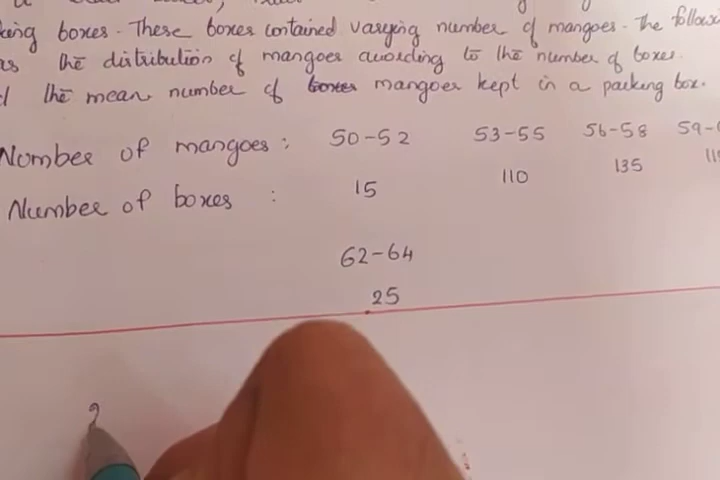 king boxes. These boxes contained varying number of mangoes. The
the distribution of mangoes according to the number of boxes.
the mean number of boxes mangoes kept in a packing box.
Number of mangoes : 50-52 53-55 56-58
Number of boxes : 15 110 135
62-64
25